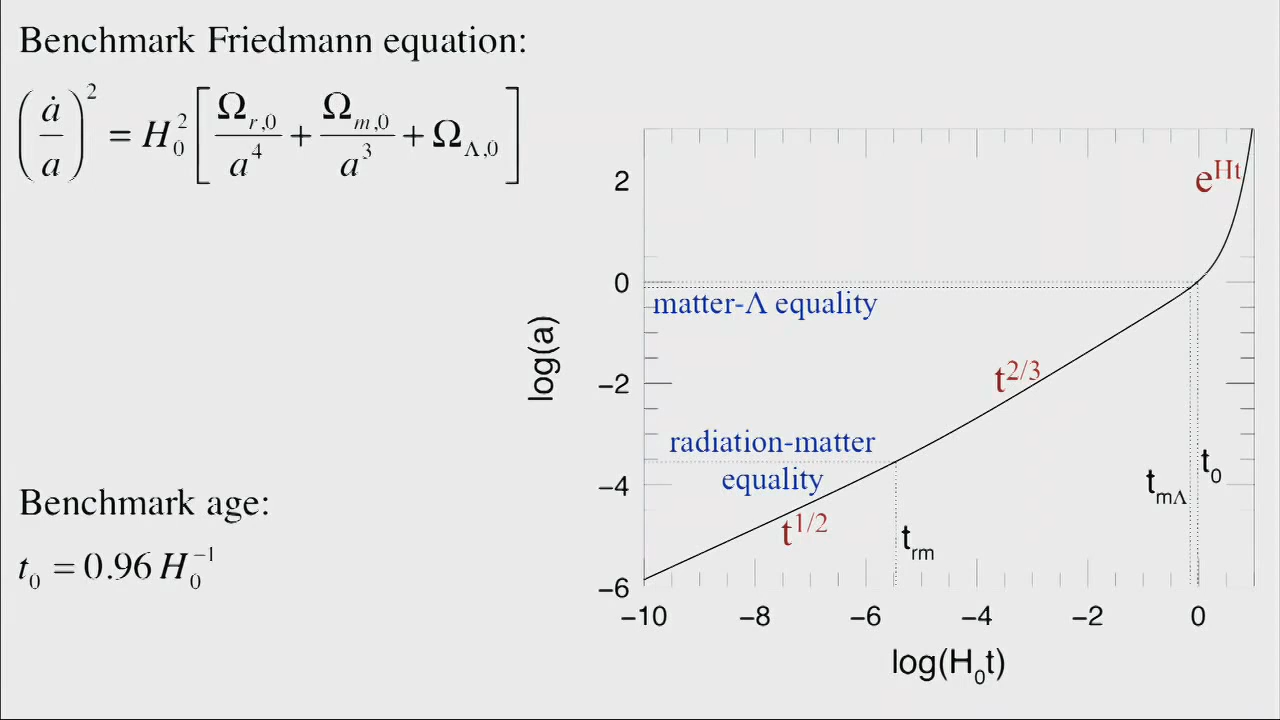 Benchmark Friedmann equation:
(ȧ/a)² = H₀² [Ω_{r,0}/a⁴ + Ω_{m,0}/a³ + Ω_{Λ,0}]
Benchmark age:
t₀ = 0.96 H₀⁻¹
log(a)
2
0
−2
−4
−6
e^{Ht}
matter-Λ equality
t^{2/3}
radiation-matter
equality
t^{1/2}
t_{rm}
t_{mΛ}
t₀
−10 −8 −6 −4 −2 0
log(H₀t)